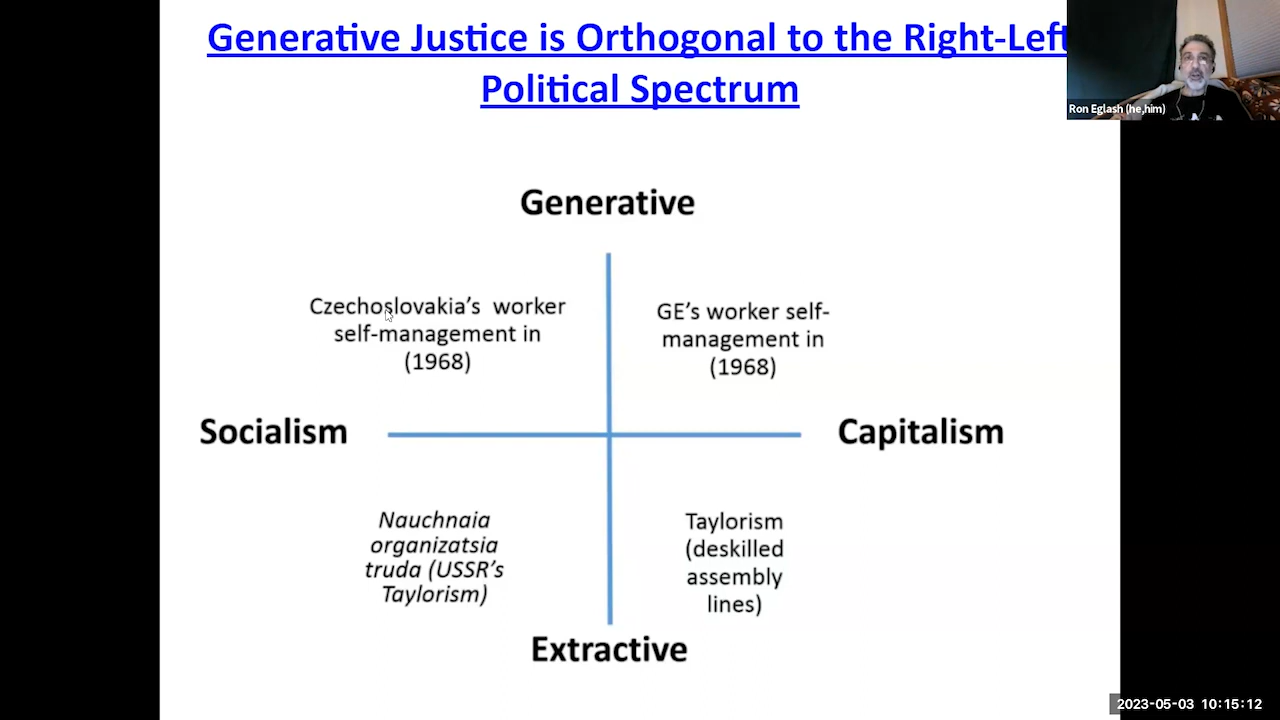 Generative Justice is Orthogonal to the Right-Left
Political Spectrum
Ron Eglash (he,him)
Generative
Czechoslovakia's worker
self-management in
(1968)
GE's worker self-
management in
(1968)
Socialism
Capitalism
Nauchnaia
organizatsia
truda (USSR's
Taylorism)
Taylorism
(deskilled
assembly
lines)
Extractive
2023-05-03 10:15:12